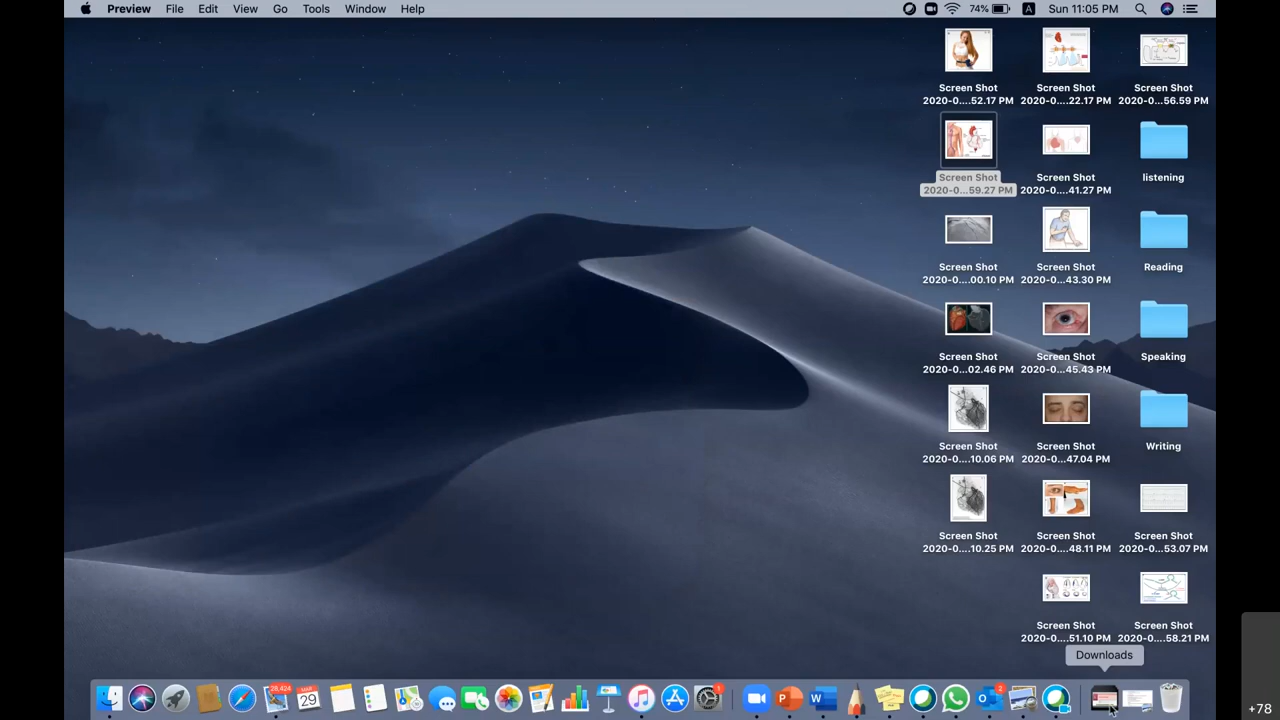 Preview File Edit View Go Tools Window Help 74% A Sun 11:05 PM
Screen Shot
2020-0....52.17 PM
Screen Shot
2020-0....22.17 PM
Screen Shot
2020-0....56.59 PM
Screen Shot
2020-0...59.27 PM
Screen Shot
2020-0....41.27 PM
listening
Screen Shot
2020-0....00.10 PM
Screen Shot
2020-0....43.30 PM
Reading
Screen Shot
2020-0....02.46 PM
Screen Shot
2020-0...45.43 PM
Speaking
Screen Shot
2020-0....10.06 PM
Screen Shot
2020-0...47.04 PM
Writing
Screen Shot
2020-0....10.25 PM
Screen Shot
2020-0....48.11 PM
Screen Shot
2020-0....53.07 PM
Screen Shot
2020-0....51.10 PM
Screen Shot
2020-0....58.21 PM
Downloads
28,424
MAR
29
1
+78